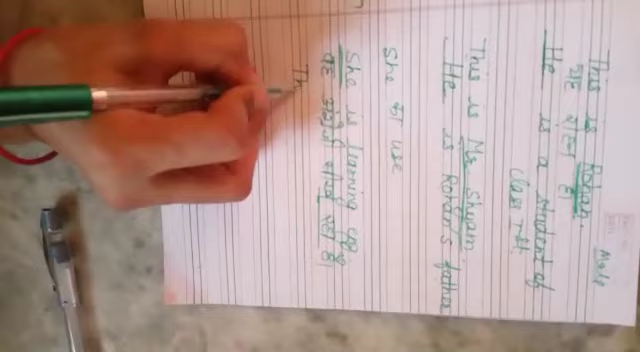 Male
This is Rohan.
यह रोहन है
He is a student of
class 7th.
This is Mr. Shyam.
He is Rohan's father
She का use
She is learning
वह रही है।
Th